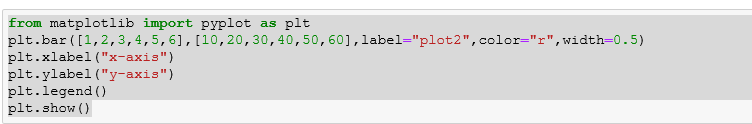 from matplotlib import pyplot as plt
plt.bar([1,2,3,4,5,6],[10,20,30,40,50,60],label="plot2",color="r",width=0.5)
plt.xlabel("x-axis")
plt.ylabel("y-axis")
plt.legend()
plt.show()